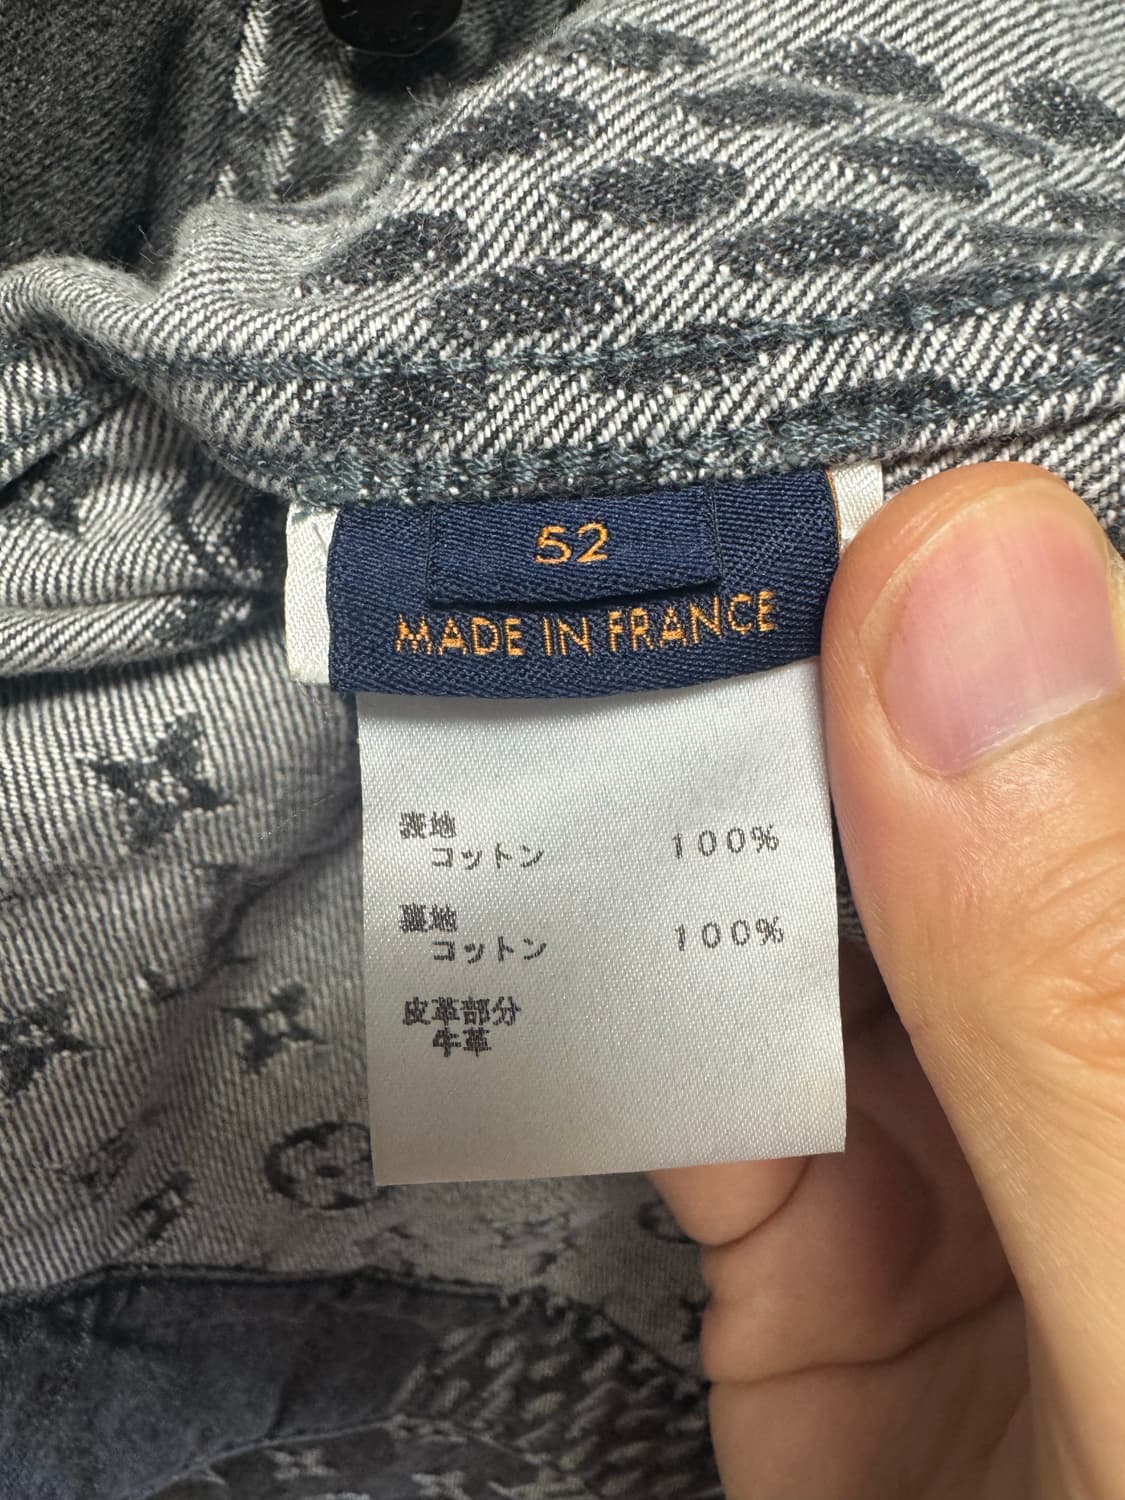 52
MADE IN FRANCE
表地
コットン 100%
裏地
コットン 100%
皮革部分
牛革